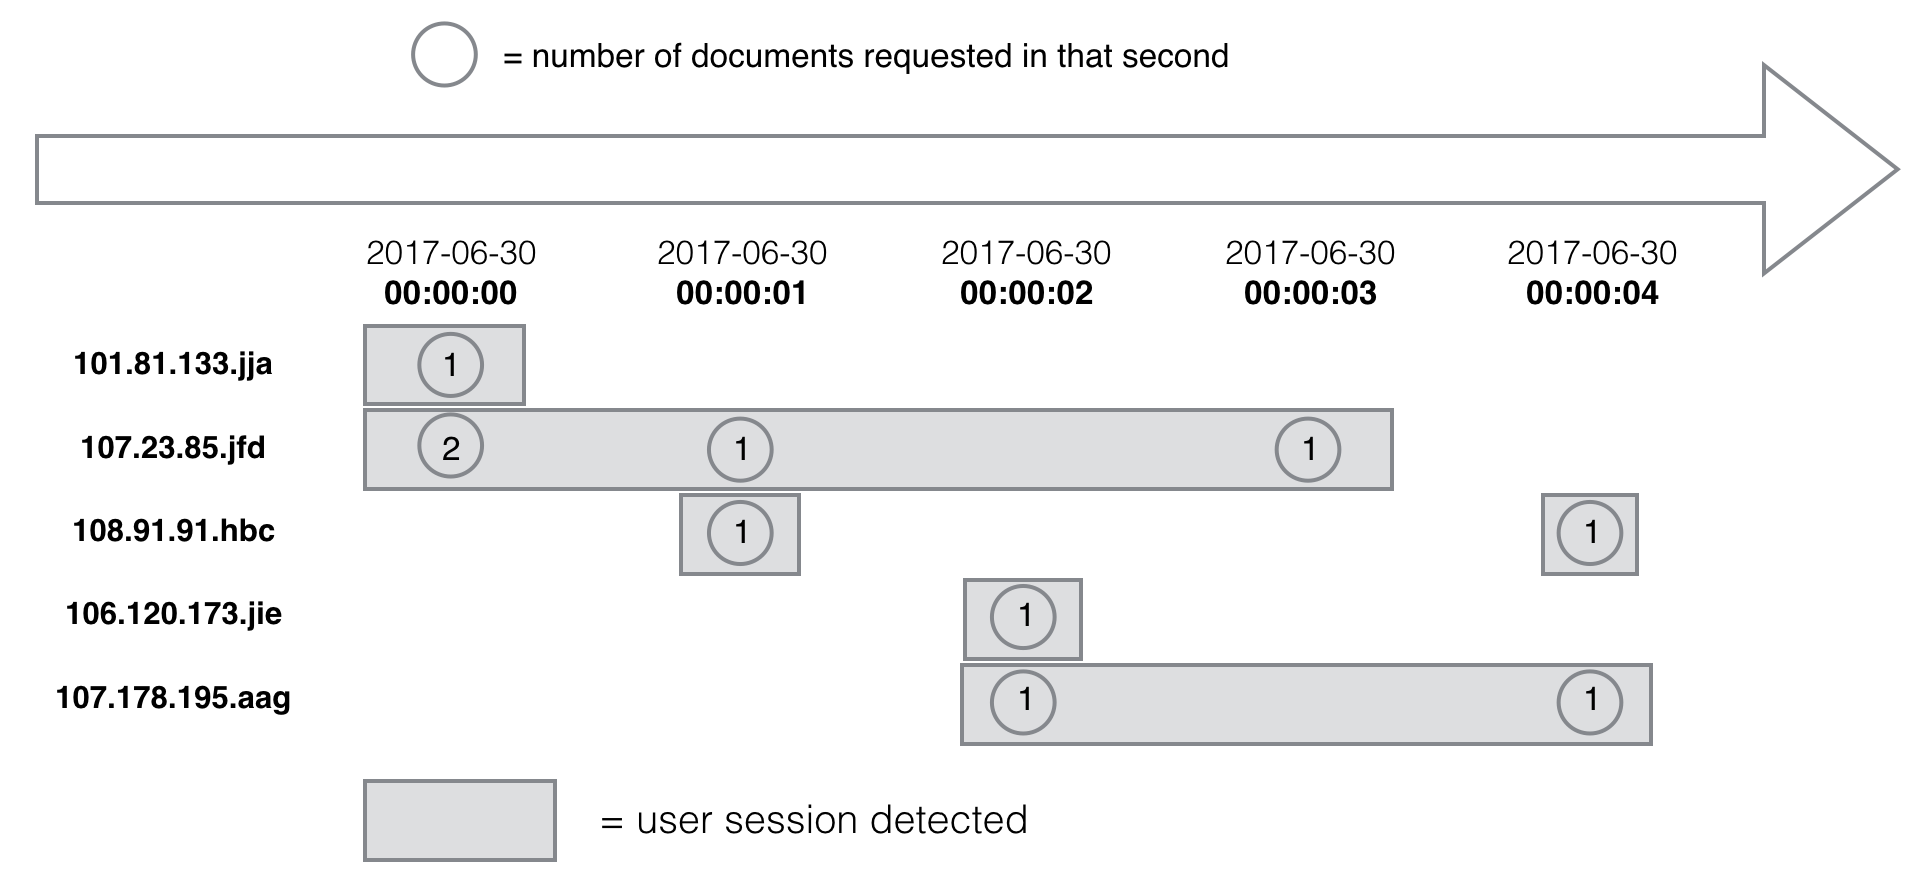 = number of documents requested in that second
2017-06-30 2017-06-30 2017-06-30 2017-06-30 2017-06-30
00:00:00 00:00:01 00:00:02 00:00:03 00:00:04
101.81.133.jja 1
107.23.85.jfd 2 1 1
108.91.91.hbc 1 1
106.120.173.jie 1
107.178.195.aag 1 1
= user session detected